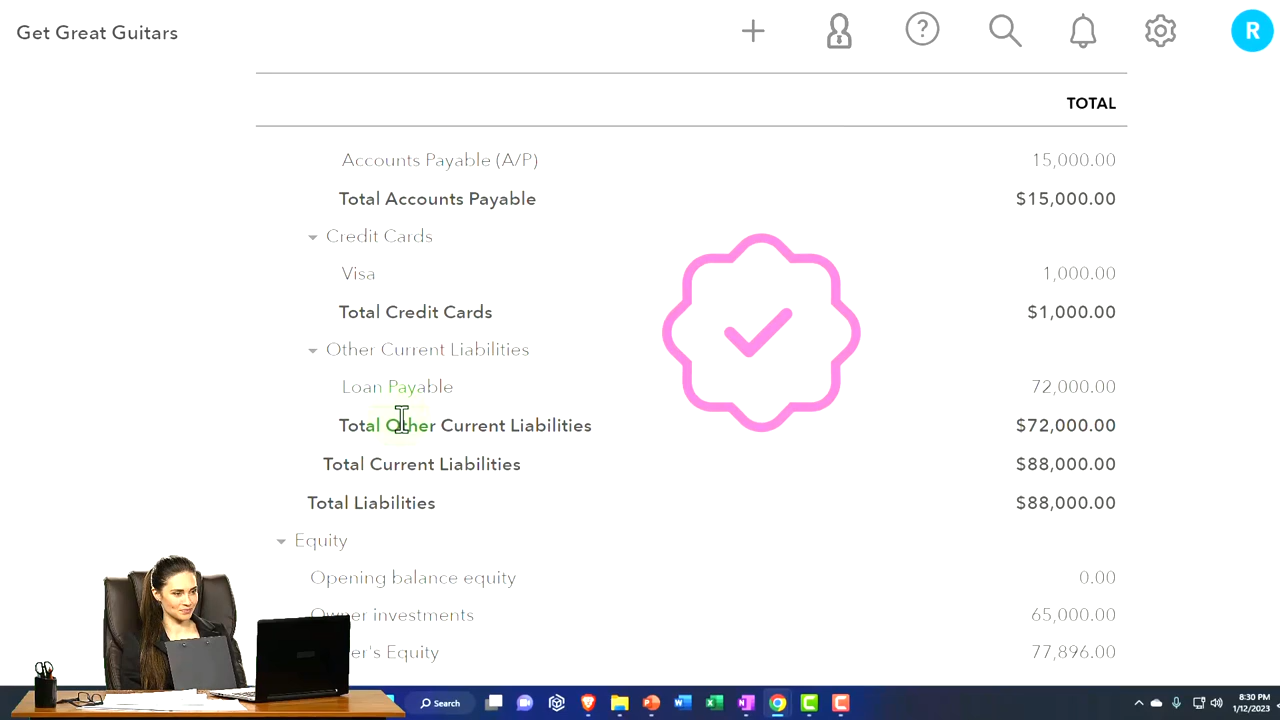 Get Great Guitars
R
TOTAL
Accounts Payable (A/P) 15,000.00
Total Accounts Payable $15,000.00
Credit Cards
Visa 1,000.00
Total Credit Cards $1,000.00
Other Current Liabilities
Loan Payable 72,000.00
Total Other Current Liabilities $72,000.00
Total Current Liabilities $88,000.00
Total Liabilities $88,000.00
Equity
Opening balance equity 0.00
Owner investments 65,000.00
er's Equity 77,896.00
Search
8:30 PM
1/12/2023